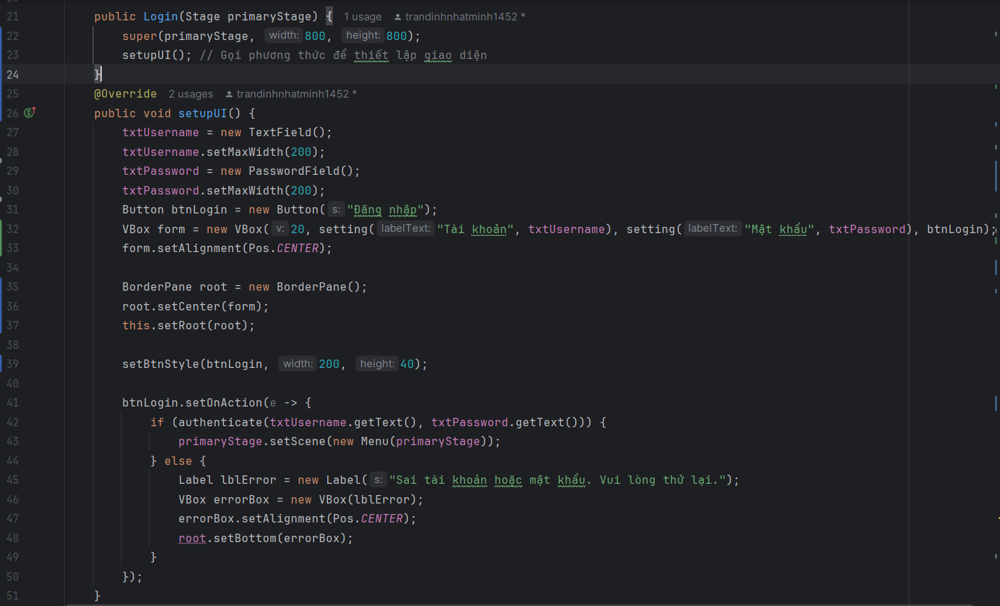 21 public Login(Stage primaryStage) { 1 usage trandinhnhatminh1452 *
22 super(primaryStage, width: 800, height: 800);
23 setupUI(); // Gọi phương thức để thiết lập giao diện
24 }
25 @Override 2 usages trandinhnhatminh1452 *
26 public void setupUI() {
27 txtUsername = new TextField();
28 txtUsername.setMaxWidth(200);
29 txtPassword = new PasswordField();
30 txtPassword.setMaxWidth(200);
31 Button btnLogin = new Button( s: "Đăng nhập");
32 VBox form = new VBox( v: 20, setting( labelText: "Tài khoản", txtUsername), setting( labelText: "Mật khẩu", txtPassword), btnLogin);
33 form.setAlignment(Pos.CENTER);
34
35 BorderPane root = new BorderPane();
36 root.setCenter(form);
37 this.setRoot(root);
38
39 setBtnStyle(btnLogin, width: 200, height: 40);
40
41 btnLogin.setOnAction(e -> {
42 if (authenticate(txtUsername.getText(), txtPassword.getText())) {
43 primaryStage.setScene(new Menu(primaryStage));
44 } else {
45 Label lblError = new Label( s: "Sai tài khoản hoặc mật khẩu. Vui lòng thử lại.");
46 VBox errorBox = new VBox(lblError);
47 errorBox.setAlignment(Pos.CENTER);
48 root.setBottom(errorBox);
49 }
50 });
51 }